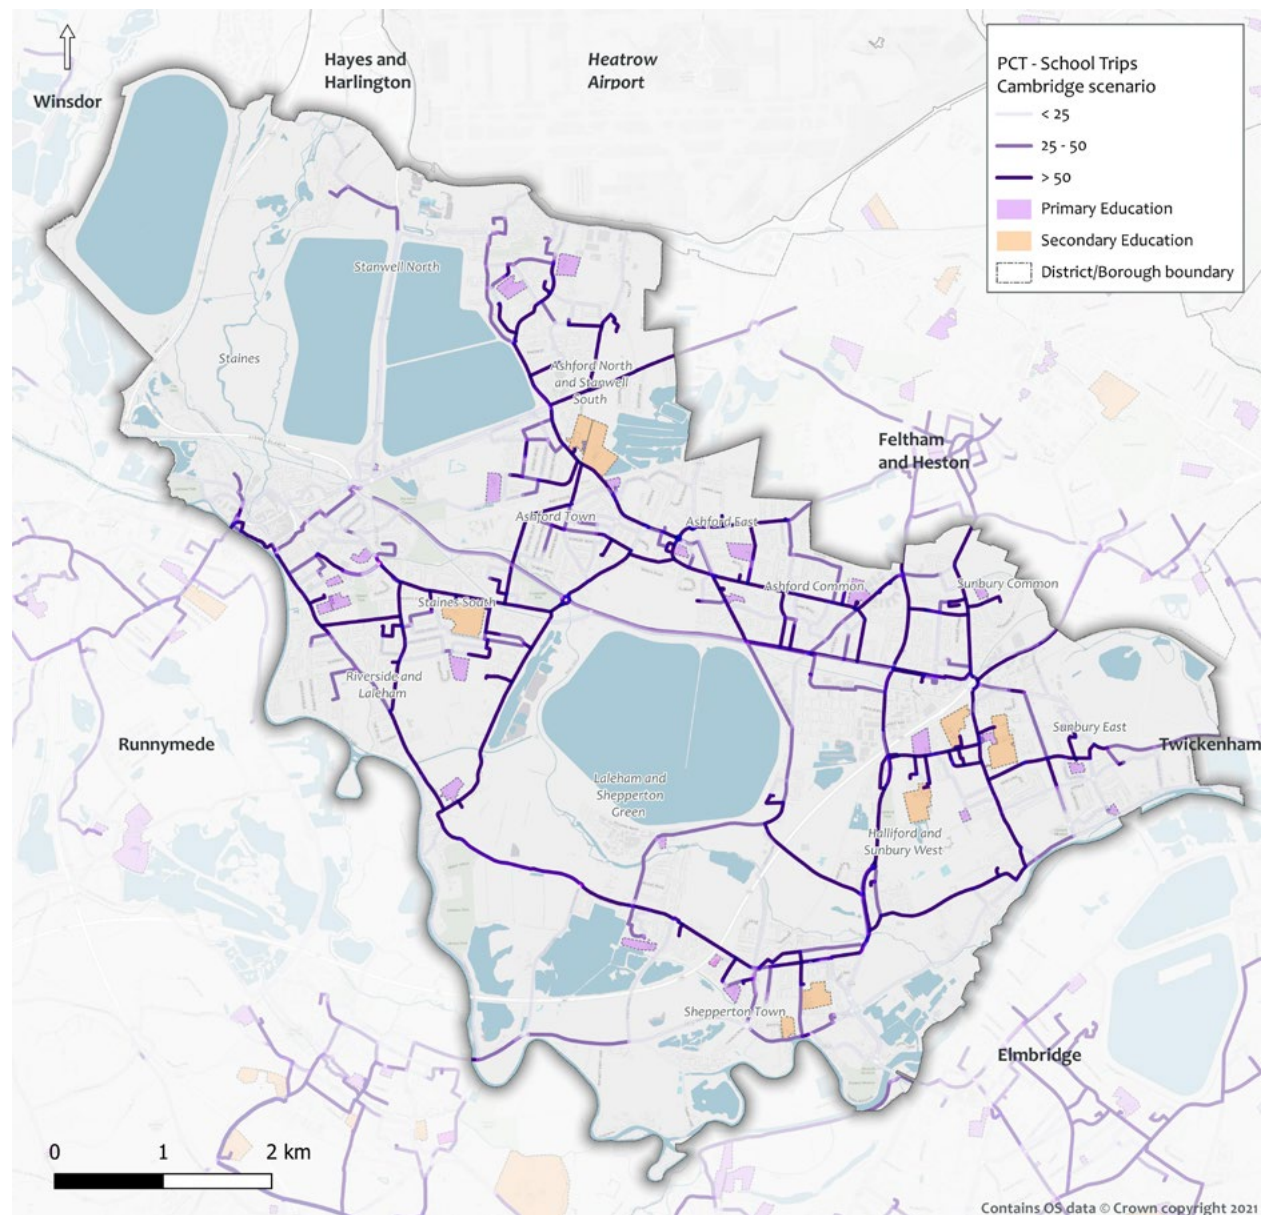 Hayes and
Harlington
Heatrow
Airport
Winsdor
PCT - School Trips
Cambridge scenario
< 25
25 - 50
> 50
Primary Education
Secondary Education
District/Borough boundary
Stanwell North
Staines
Ashford North
and Stanwell
South
Feltham
and Heston
Ashford Town
Ashford East
Ashford Common
Sunbury Common
Staines South
Riverside and
Laleham
Runnymede
Sunbury East
Twickenham
Laleham and
Shepperton
Green
Halliford and
Sunbury West
Shepperton Town
Elmbridge
0 1 2 km
Contains OS data © Crown copyright 2021